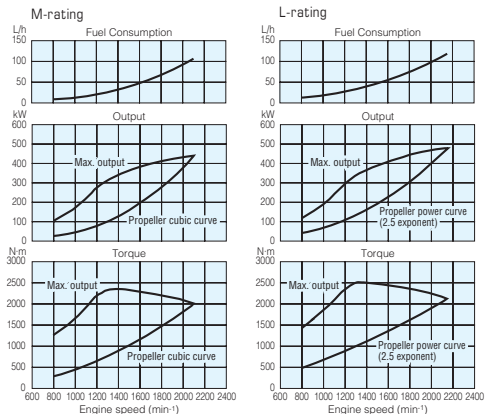 M-rating
L/h
Fuel Consumption
150
100
50
0
kW
Output
600
500
400
300
200
100
0
Max. output
Propeller cubic curve
N·m
Torque
3000
2500
2000
1500
1000
500
0
Max. output
Propeller cubic curve
600 800 1000 1200 1400 1600 1800 2000 2200 2400
Engine speed (min-1)
L-rating
L/h
Fuel Consumption
150
100
50
0
kW
Output
600
500
400
300
200
100
0
Max. output
Propeller power curve
(2.5 exponent)
N·m
Torque
3000
2500
2000
1500
1000
500
0
Max. output
Propeller power curve
(2.5 exponent)
600 800 1000 1200 1400 1600 1800 2000 2200 2400
Engine speed (min-1)